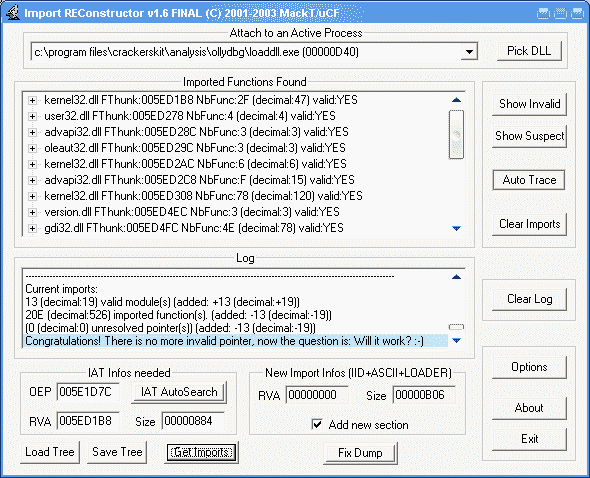 Import REConstructor v1.6 FINAL (C) 2001-2003 MackT/uCF
Attach to an Active Process
c:\program files\crackerskit\analysis\ollydbg\loaddll.exe (00000D40)
Pick DLL
Imported Functions Found
kernel32.dll FThunk:005ED1B8 NbFunc:2F (decimal:47) valid:YES
user32.dll FThunk:005ED278 NbFunc:4 (decimal:4) valid:YES
advapi32.dll FThunk:005ED28C NbFunc:3 (decimal:3) valid:YES
oleaut32.dll FThunk:005ED29C NbFunc:3 (decimal:3) valid:YES
kernel32.dll FThunk:005ED2AC NbFunc:6 (decimal:6) valid:YES
advapi32.dll FThunk:005ED2C8 NbFunc:F (decimal:15) valid:YES
kernel32.dll FThunk:005ED308 NbFunc:78 (decimal:120) valid:YES
version.dll FThunk:005ED4EC NbFunc:3 (decimal:3) valid:YES
gdi32.dll FThunk:005ED4FC NbFunc:4E (decimal:78) valid:YES
Show Invalid
Show Suspect
Auto Trace
Clear Imports
Log
Current imports:
13 (decimal:19) valid module(s) (added: +13 (decimal:+19))
20E (decimal:526) imported function(s). (added: -13 (decimal:-19))
(0 (decimal:0) unresolved pointer(s)) (added: -13 (decimal:-19))
Congratulations! There is no more invalid pointer, now the question is: Will it work? :-)
Clear Log
IAT Infos needed
OEP 005E1D7C IAT AutoSearch
RVA 005ED1B8 Size 00000884
New Import Infos (IID+ASCII+LOADER)
RVA 00000000 Size 00000B06
Add new section
Options
About
Exit
Load Tree
Save Tree
Get Imports
Fix Dump